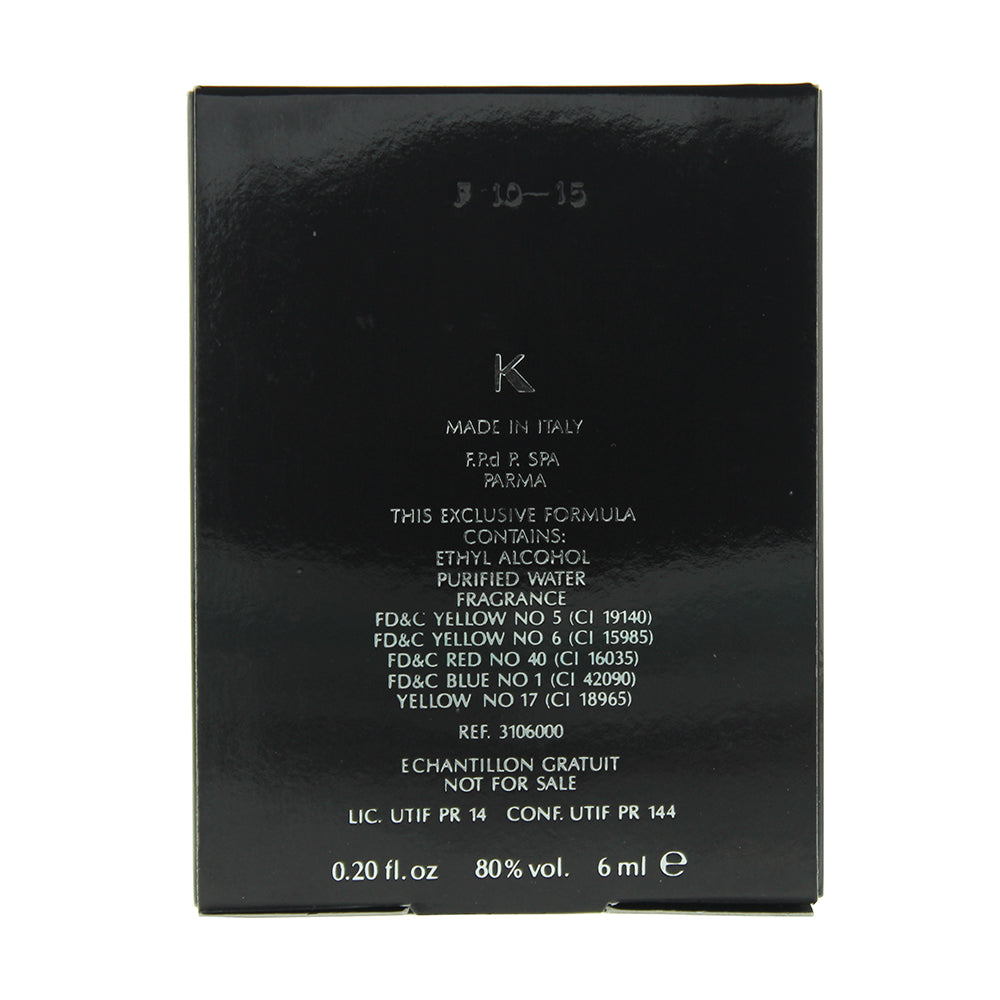 10-15
K
MADE IN ITALY
F.P.d P. SPA
PARMA
THIS EXCLUSIVE FORMULA
CONTAINS:
ETHYL ALCOHOL
PURIFIED WATER
FRAGRANCE
FD&C YELLOW NO 5 (CI 19140)
FD&C YELLOW NO 6 (CI 15985)
FD&C RED NO 40 (CI 16035)
FD&C BLUE NO 1 (CI 42090)
YELLOW NO 17 (CI 18965)
REF. 3106000
ECHANTILLON GRATUIT
NOT FOR SALE
LIC. UTIF PR 14 CONF. UTIF PR 144
0.20 fl.oz 80% vol. 6 ml ℮